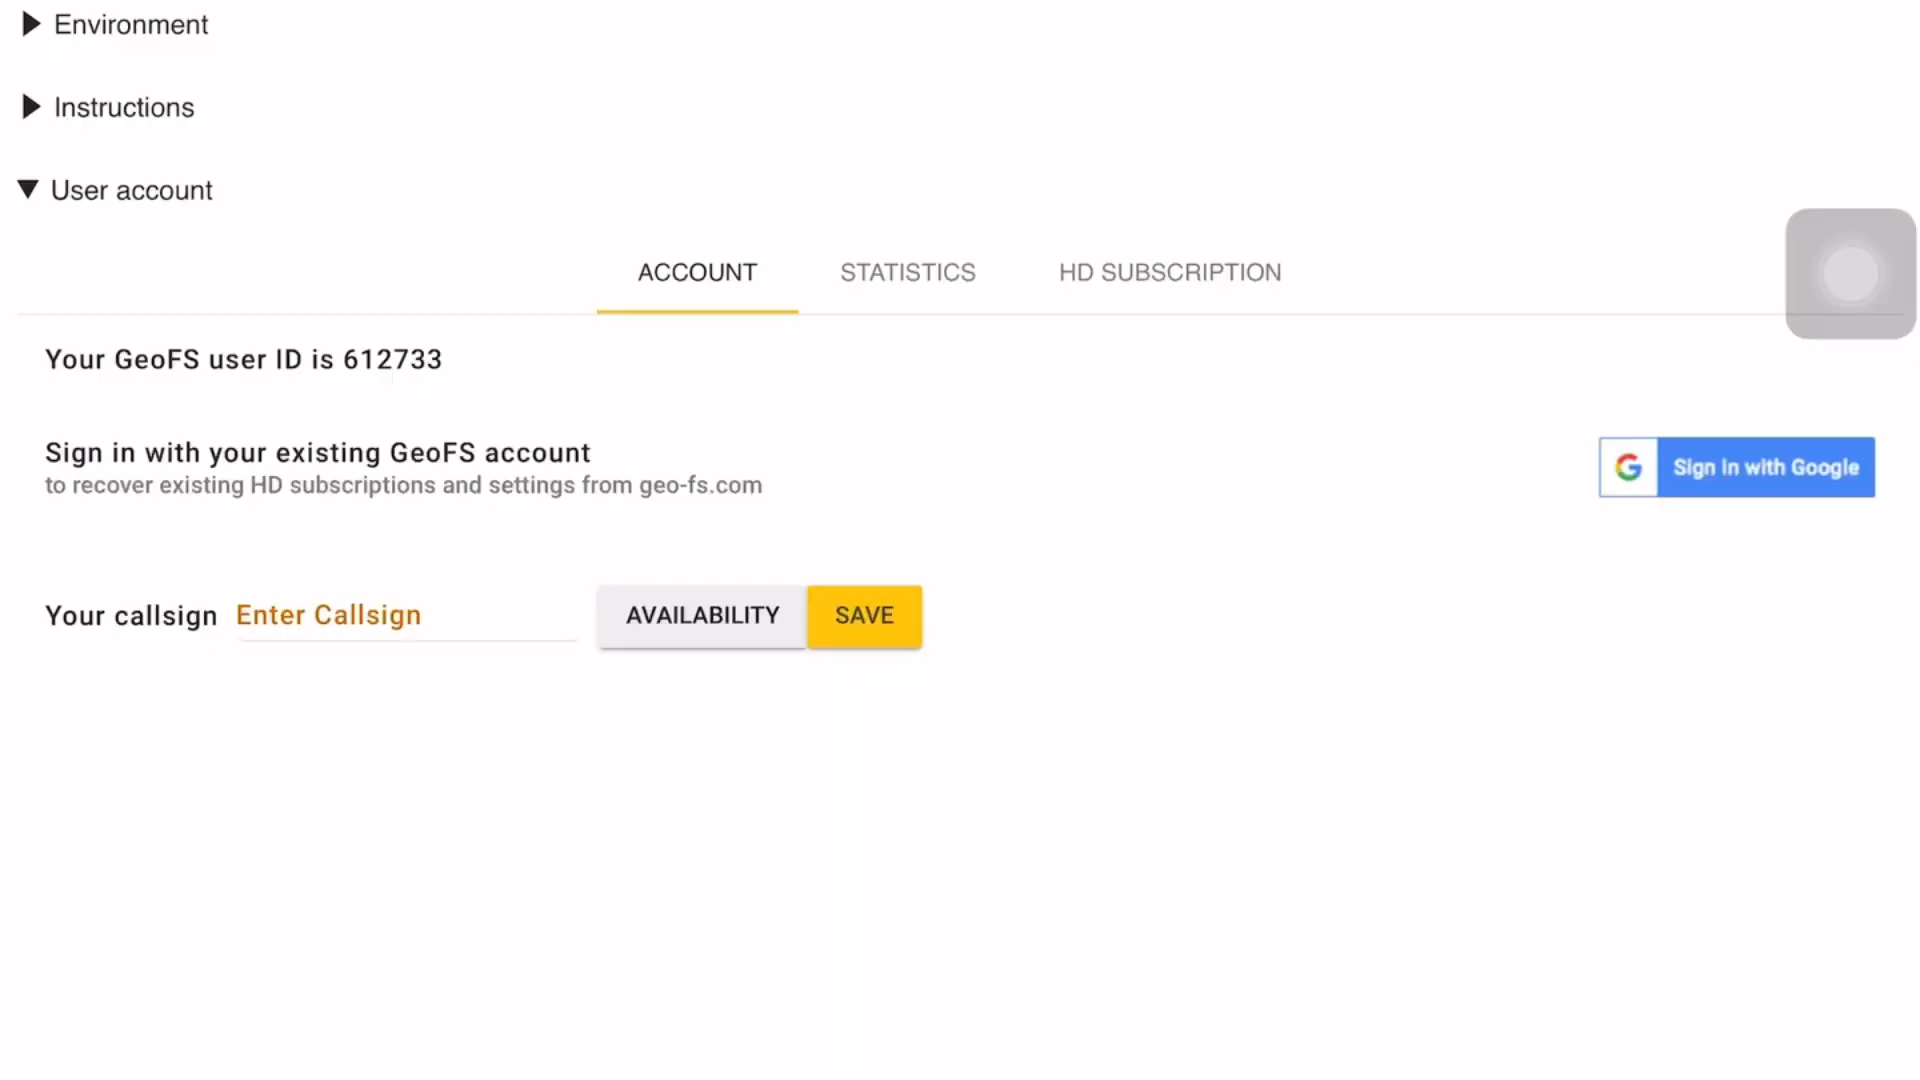 Environment
Instructions
User account
ACCOUNT STATISTICS HD SUBSCRIPTION
Your GeoFS user ID is 612733
Sign in with your existing GeoFS account
to recover existing HD subscriptions and settings from geo-fs.com
G Sign in with Google
Your callsign Enter Callsign AVAILABILITY SAVE